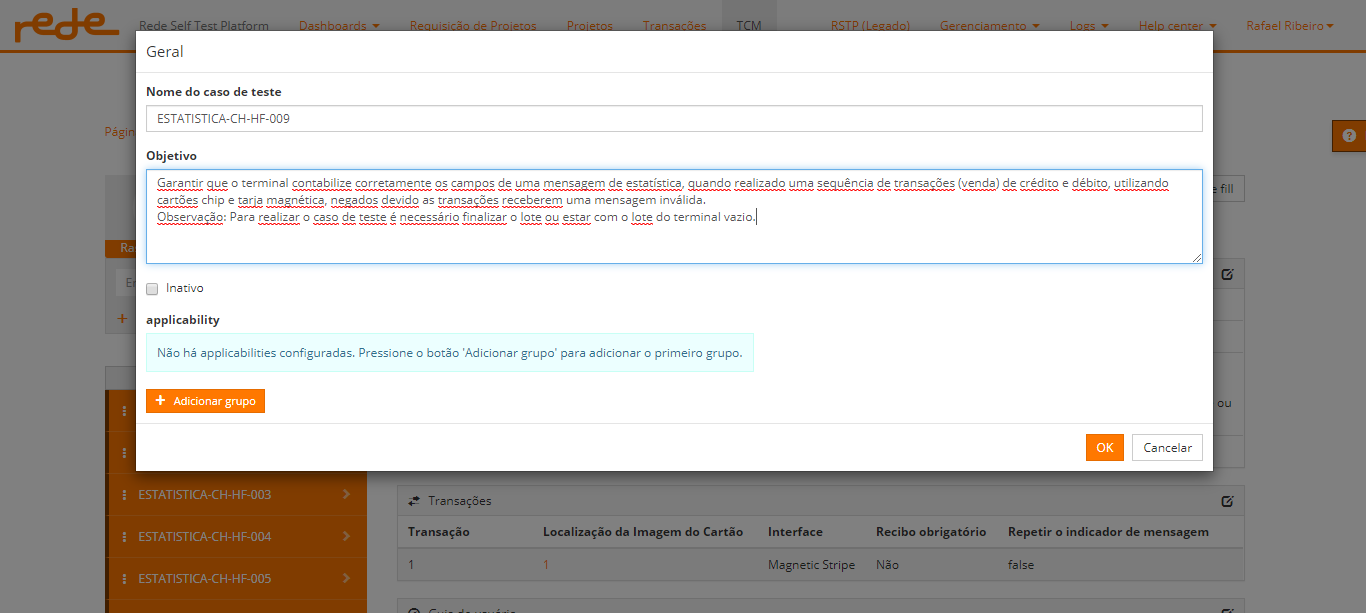 rede Rede Self Test Platform Dashboards Requisição de Projetos Projetos Transações TCM RSTP (Legado) Gerenciamento Logs Help center Rafael Ribeiro
Geral
Nome do caso de teste
ESTATISTICA-CH-HF-009
Págin
Objetivo
Garantir que o terminal contabilize corretamente os campos de uma mensagem de estatística, quando realizado uma sequência de transações (venda) de crédito e débito, utilizando
cartões chip e tarja magnética, negados devido as transações receberem uma mensagem inválida.
Observação: Para realizar o caso de teste é necessário finalizar o lote ou estar com o lote do terminal vazio.
e fill
Ra
En
Inativo
applicability
Não há applicabilities configuradas. Pressione o botão 'Adicionar grupo' para adicionar o primeiro grupo.
+ Adicionar grupo
ou
OK Cancelar
ESTATISTICA-CH-HF-003
ESTATISTICA-CH-HF-004
ESTATISTICA-CH-HF-005
Transações
Transação Localização da Imagem do Cartão Interface Recibo obrigatório Repetir o indicador de mensagem
1 1 Magnetic Stripe Não false
Guia do usuário